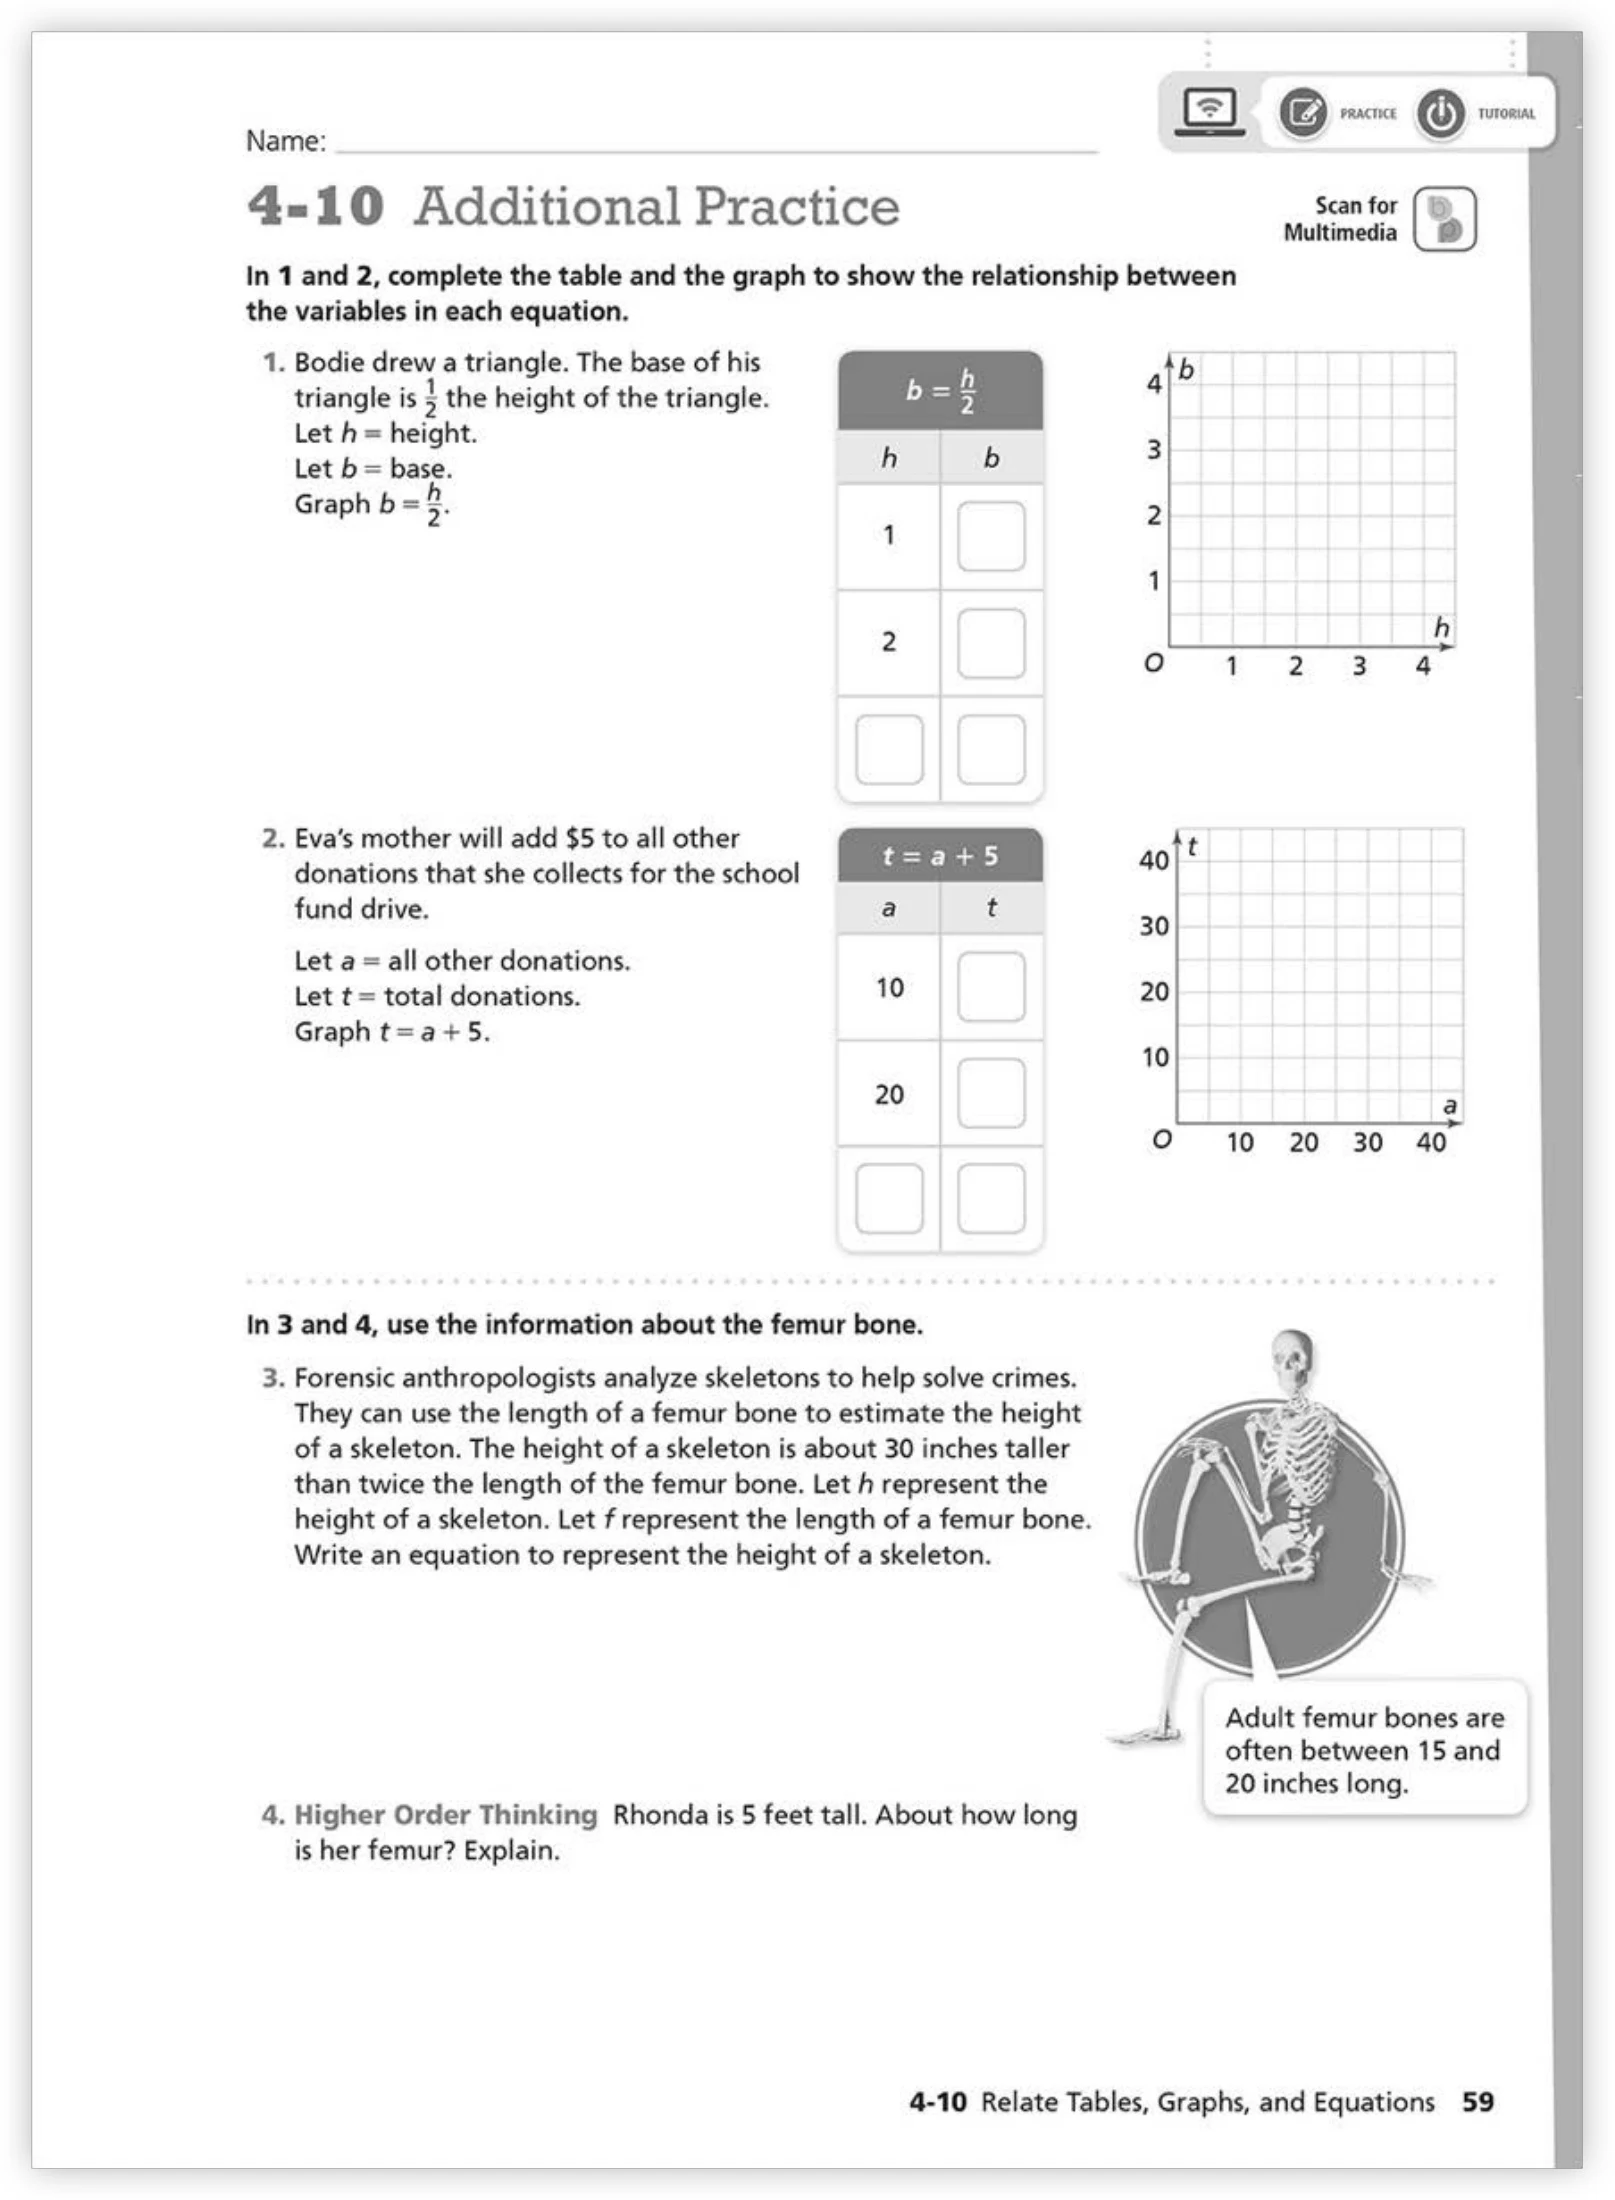 PRACTICE TUTORIAL
Name:
4-10 Additional Practice
Scan for
Multimedia
In 1 and 2, complete the table and the graph to show the relationship between
the variables in each equation.
1. Bodie drew a triangle. The base of his
triangle is 1/2 the height of the triangle.
Let h = height.
Let b = base.
Graph b = h/2.
b = h/2
h b
1
2
b
4
3
2
1
h
O 1 2 3 4
2. Eva's mother will add $5 to all other
donations that she collects for the school
fund drive.
Let a = all other donations.
Let t = total donations.
Graph t = a + 5.
t = a + 5
a t
10
20
t
40
30
20
10
a
O 10 20 30 40
In 3 and 4, use the information about the femur bone.
3. Forensic anthropologists analyze skeletons to help solve crimes.
They can use the length of a femur bone to estimate the height
of a skeleton. The height of a skeleton is about 30 inches taller
than twice the length of the femur bone. Let h represent the
height of a skeleton. Let f represent the length of a femur bone.
Write an equation to represent the height of a skeleton.
Adult femur bones are
often between 15 and
20 inches long.
4. Higher Order Thinking Rhonda is 5 feet tall. About how long
is her femur? Explain.
4-10 Relate Tables, Graphs, and Equations 59